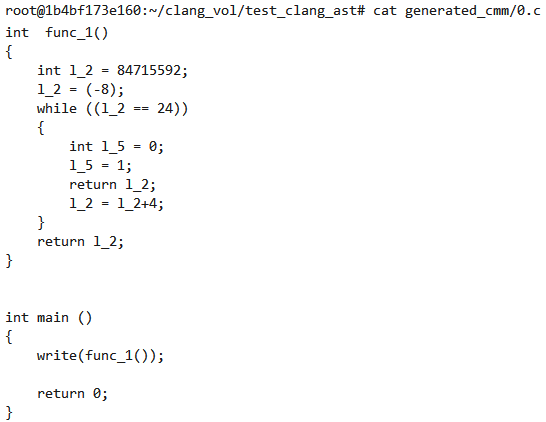 root@1b4bf173e160:~/clang_vol/test_clang_ast# cat generated_cmm/0.c
int  func_1()
{
    int l_2 = 84715592;
    l_2 = (-8);
    while ((l_2 == 24))
    {
        int l_5 = 0;
        l_5 = 1;
        return l_2;
        l_2 = l_2+4;
    }
    return l_2;
}


int main ()
{
    write(func_1());

    return 0;
}